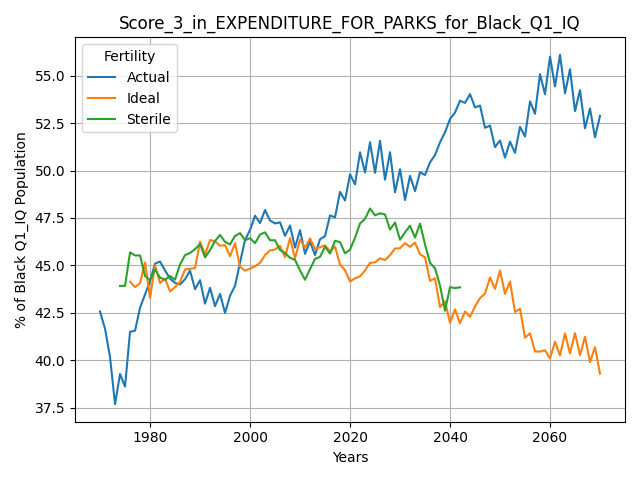 Score_3_in_EXPENDITURE_FOR_PARKS_for_Black_Q1_IQ
Fertility
Actual
Ideal
Sterile
% of Black Q1_IQ Population
55.0
52.5
50.0
47.5
45.0
42.5
40.0
37.5
1980 2000 2020 2040 2060
Years